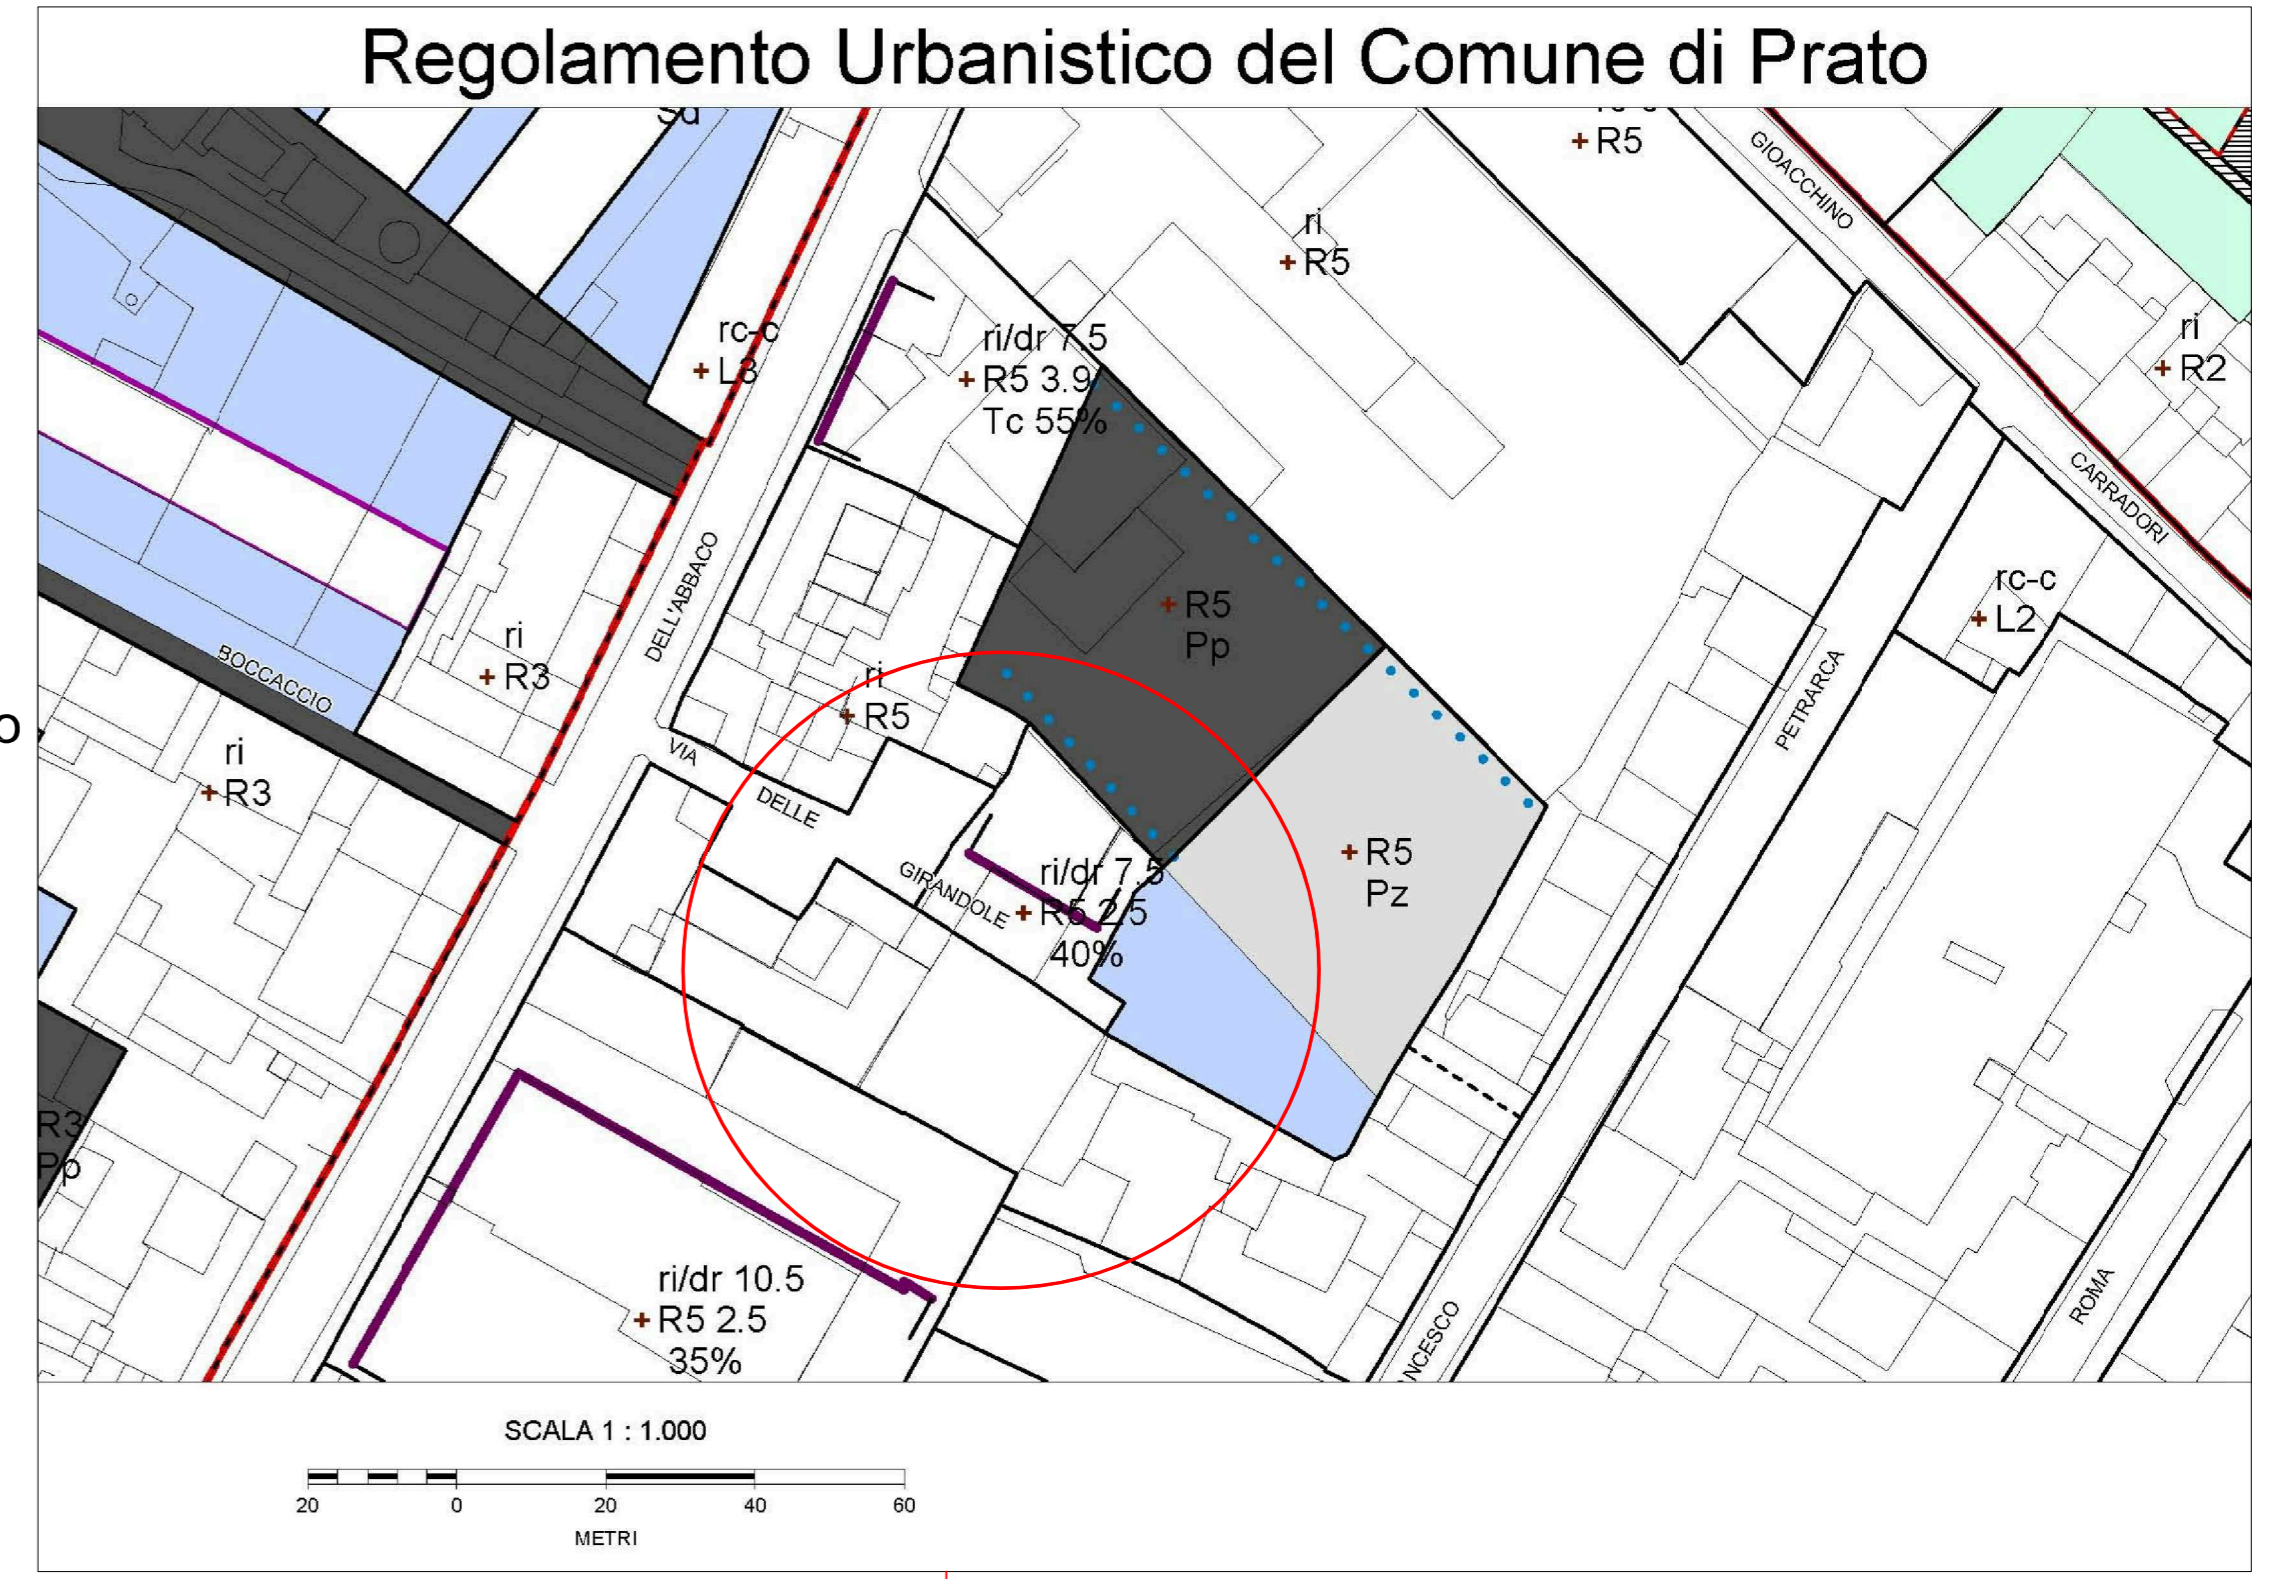 Regolamento Urbanistico del Comune di Prato
Sd
R5
GIOACCHINO
ri
R5
rc-c
L3
ri/dr 7.5
R5 3.9
Tc 55%
ri
R2
CARRADORI
DELL'ABBACO
R5
Pp
rc-c
L2
BOCCACCIO
ri
R3
ri
R5
PETRARCA
o
ri
R3
VIA
DELLE
GIRANDOLE
ri/dr 7.5
R5 2.5
40%
R5
Pz
R3
Pp
ri/dr 10.5
R5 2.5
35%
NCESCO
ROMA
SCALA 1 : 1.000
20 0 20 40 60
METRI